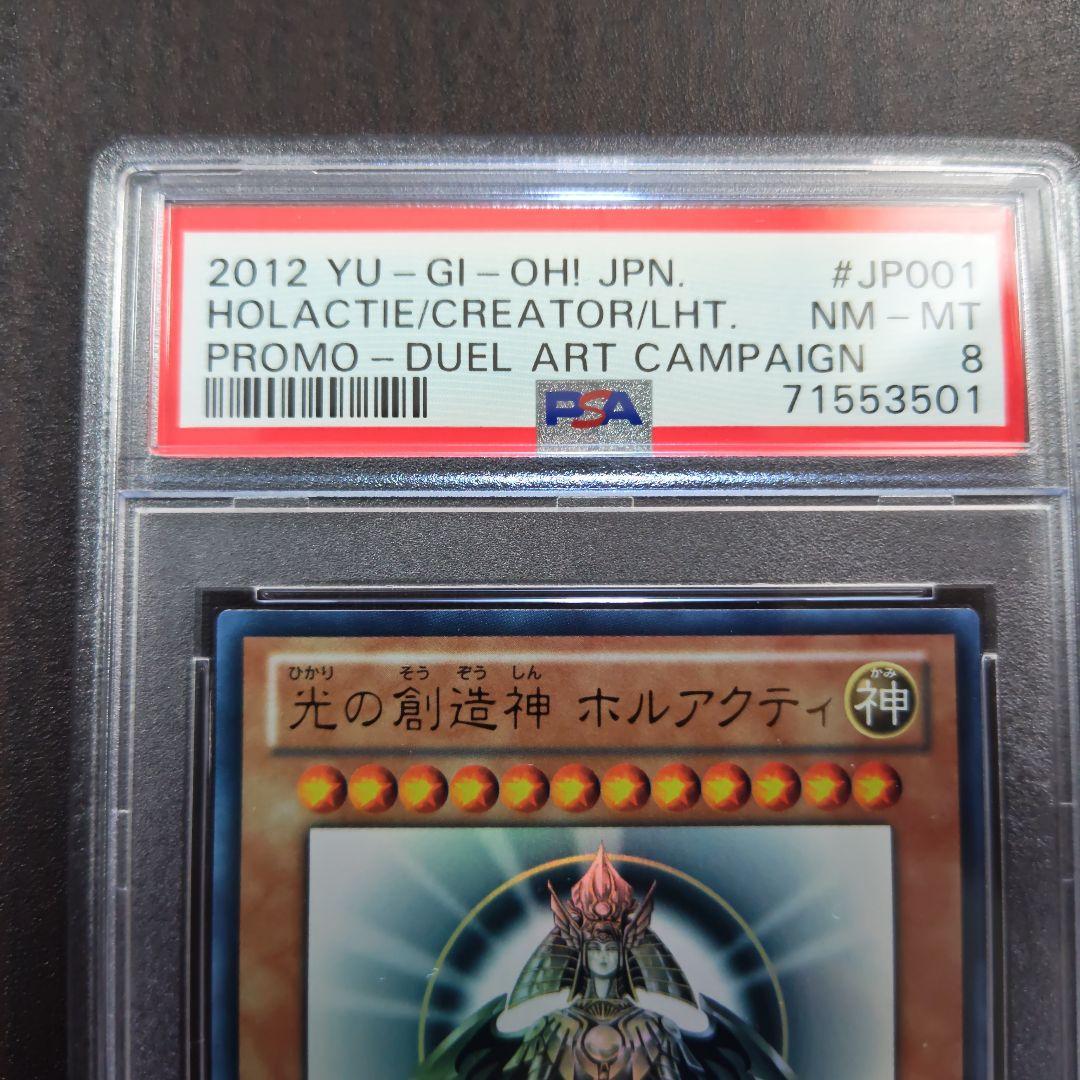 2012 YU-GI-OH! JPN. #JP001
HOLACTIE/CREATOR/LHT. NM-MT
PROMO-DUEL ART CAMPAIGN 8
PSA 71553501
ひかり そう ぞう しん かみ
光の創造神 ホルアクティ 神